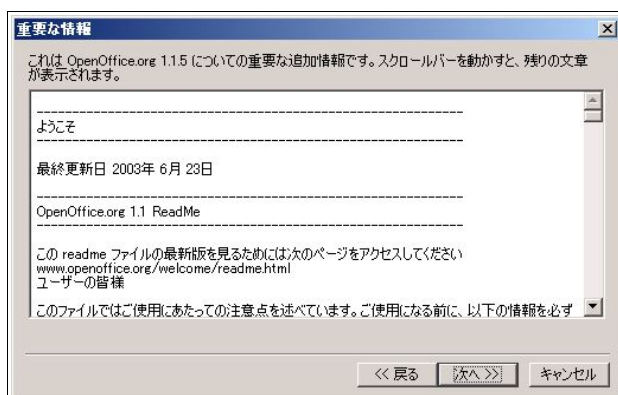 重要な情報
これは OpenOffice.org 1.1.5 についての重要な追加情報です。スクロールバーを動かすと、残りの文章
が表示されます。
------------------------------------------------------------
ようこそ
------------------------------------------------------------
最終更新日 2003年 6月 23日
------------------------------------------------------------
OpenOffice.org 1.1 ReadMe
------------------------------------------------------------
この readme ファイルの最新版を見るためには次のページをアクセスしてください
www.openoffice.org/welcome/readme.html
ユーザーの皆様
このファイルではご使用にあたっての注意点を述べています。ご使用になる前に、以下の情報を必ず
<< 戻る
次へ >>
キャンセル